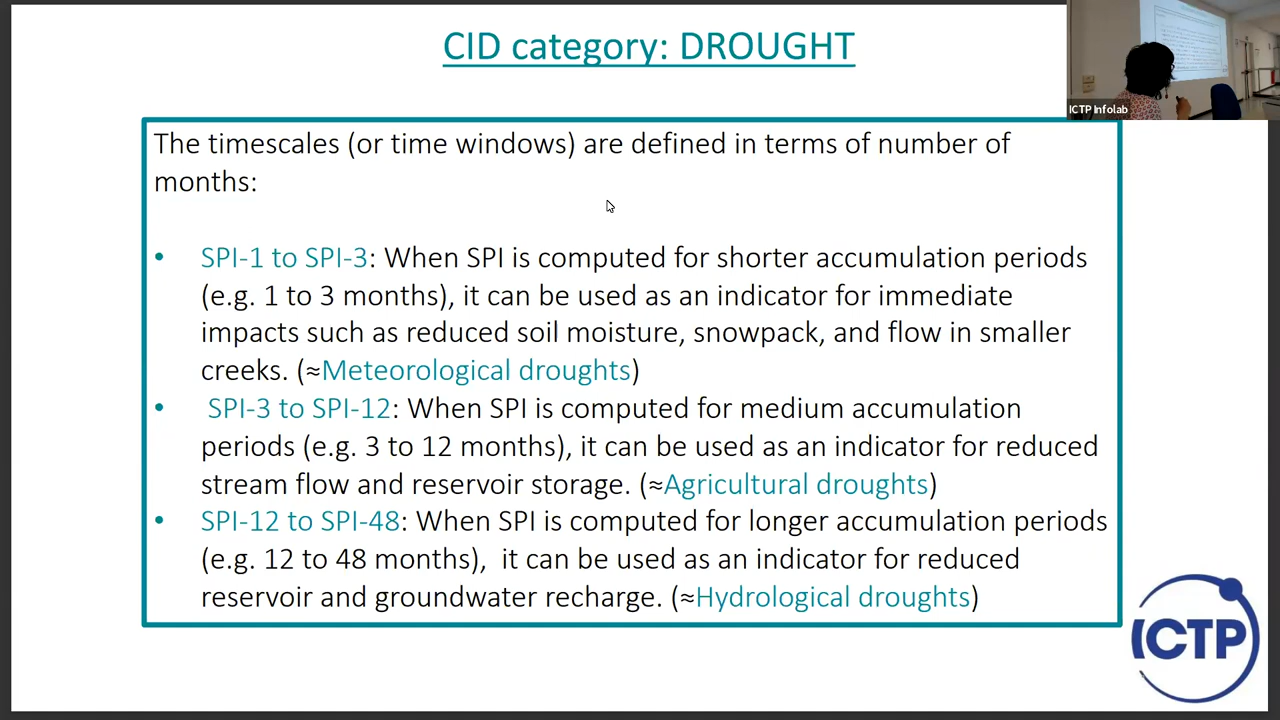 CID category: DROUGHT
ICTP Infolab
The timescales (or time windows) are defined in terms of number of
months:
• SPI-1 to SPI-3: When SPI is computed for shorter accumulation periods
(e.g. 1 to 3 months), it can be used as an indicator for immediate
impacts such as reduced soil moisture, snowpack, and flow in smaller
creeks. (≈Meteorological droughts)
• SPI-3 to SPI-12: When SPI is computed for medium accumulation
periods (e.g. 3 to 12 months), it can be used as an indicator for reduced
stream flow and reservoir storage. (≈Agricultural droughts)
• SPI-12 to SPI-48: When SPI is computed for longer accumulation periods
(e.g. 12 to 48 months), it can be used as an indicator for reduced
reservoir and groundwater recharge. (≈Hydrological droughts)
ICTP